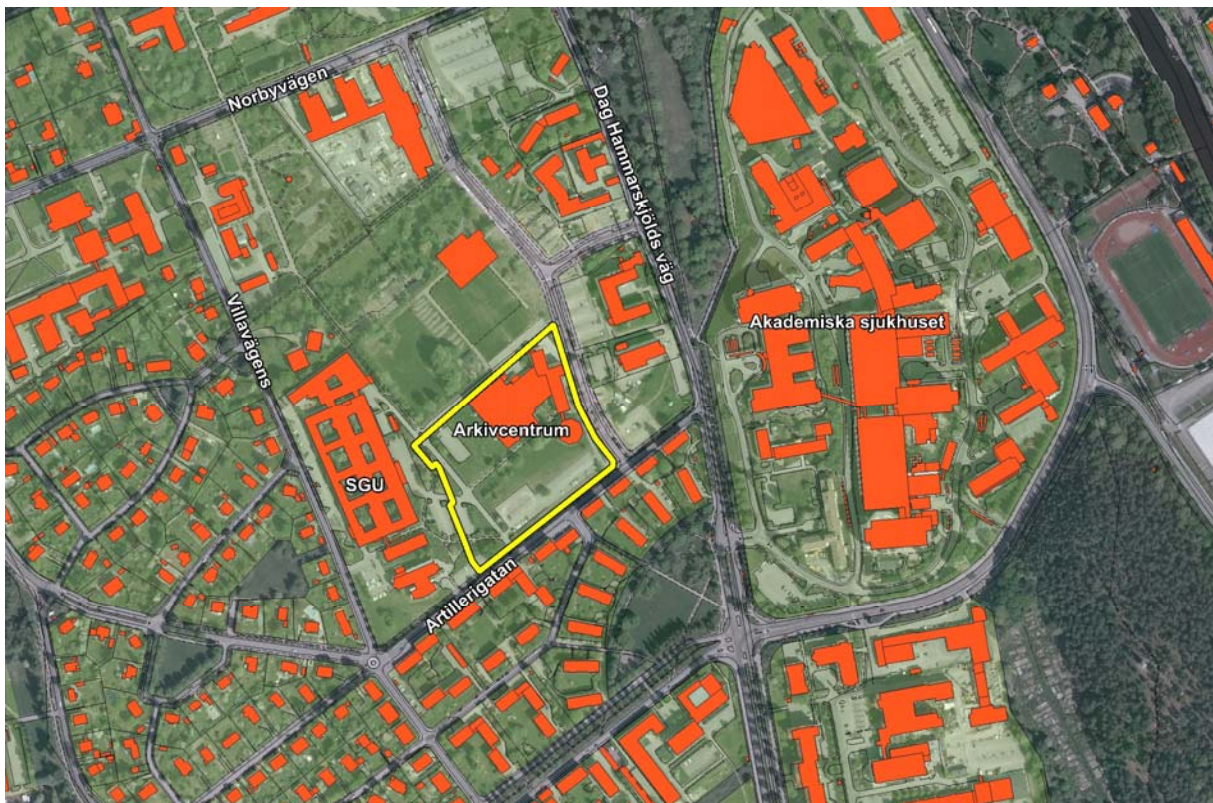 Norbyvägen
Dag Hammarskjölds väg
Villavägens
Akademiska sjukhuset
Arkivcentrum
SGU
Artillerigatan